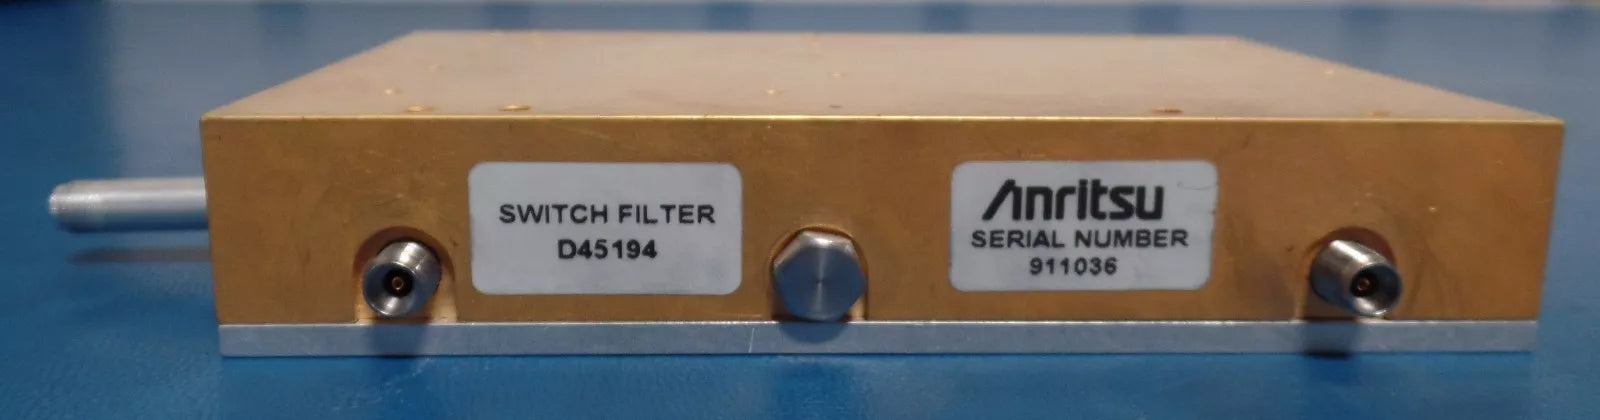 SWITCH FILTER
D45194
Anritsu
SERIAL NUMBER
911036